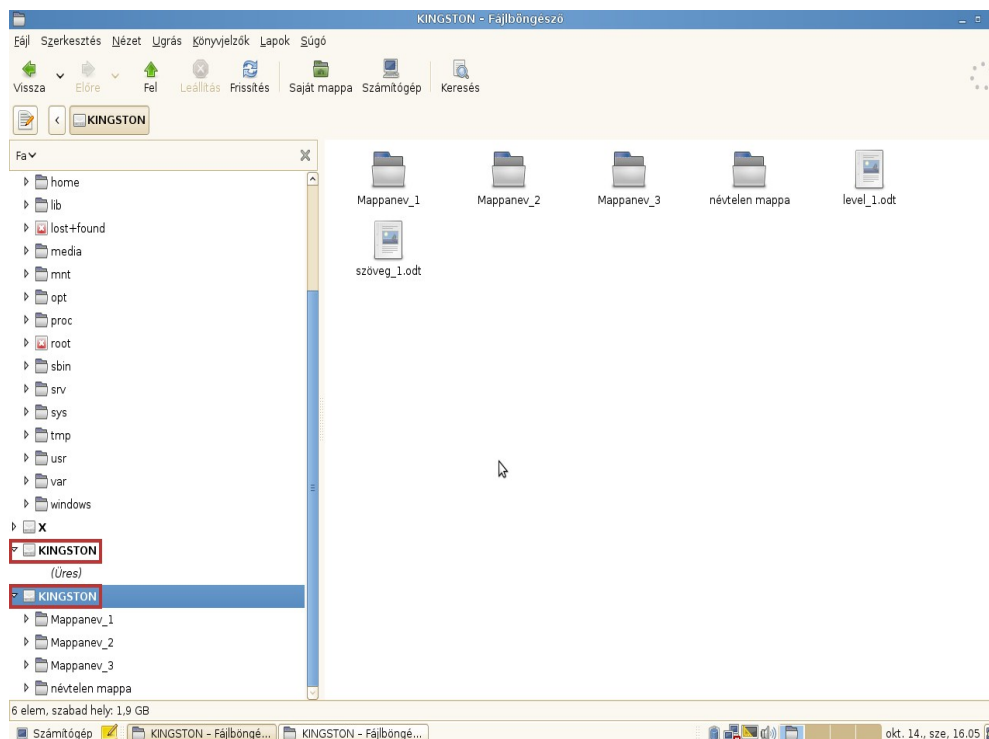 KINGSTON - Fájlböngésző
Fájl Szerkesztés Nézet Ugrás Könyvjelzők Lapok Súgó
Vissza Előre Fel Leállítás Frissítés Saját mappa Számítógép Keresés
KINGSTON
Fa
home
lib
lost+found
media
mnt
opt
proc
root
sbin
srv
sys
tmp
usr
var
windows
X
KINGSTON
(Üres)
KINGSTON
Mappanev_1
Mappanev_2
Mappanev_3
névtelen mappa
Mappanev_1 Mappanev_2 Mappanev_3 névtelen mappa level_1.odt
szöveg_1.odt
6 elem, szabad hely: 1,9 GB
Számítógép KINGSTON - Fájlböngé... KINGSTON - Fájlböngé... okt. 14., sze, 16.05